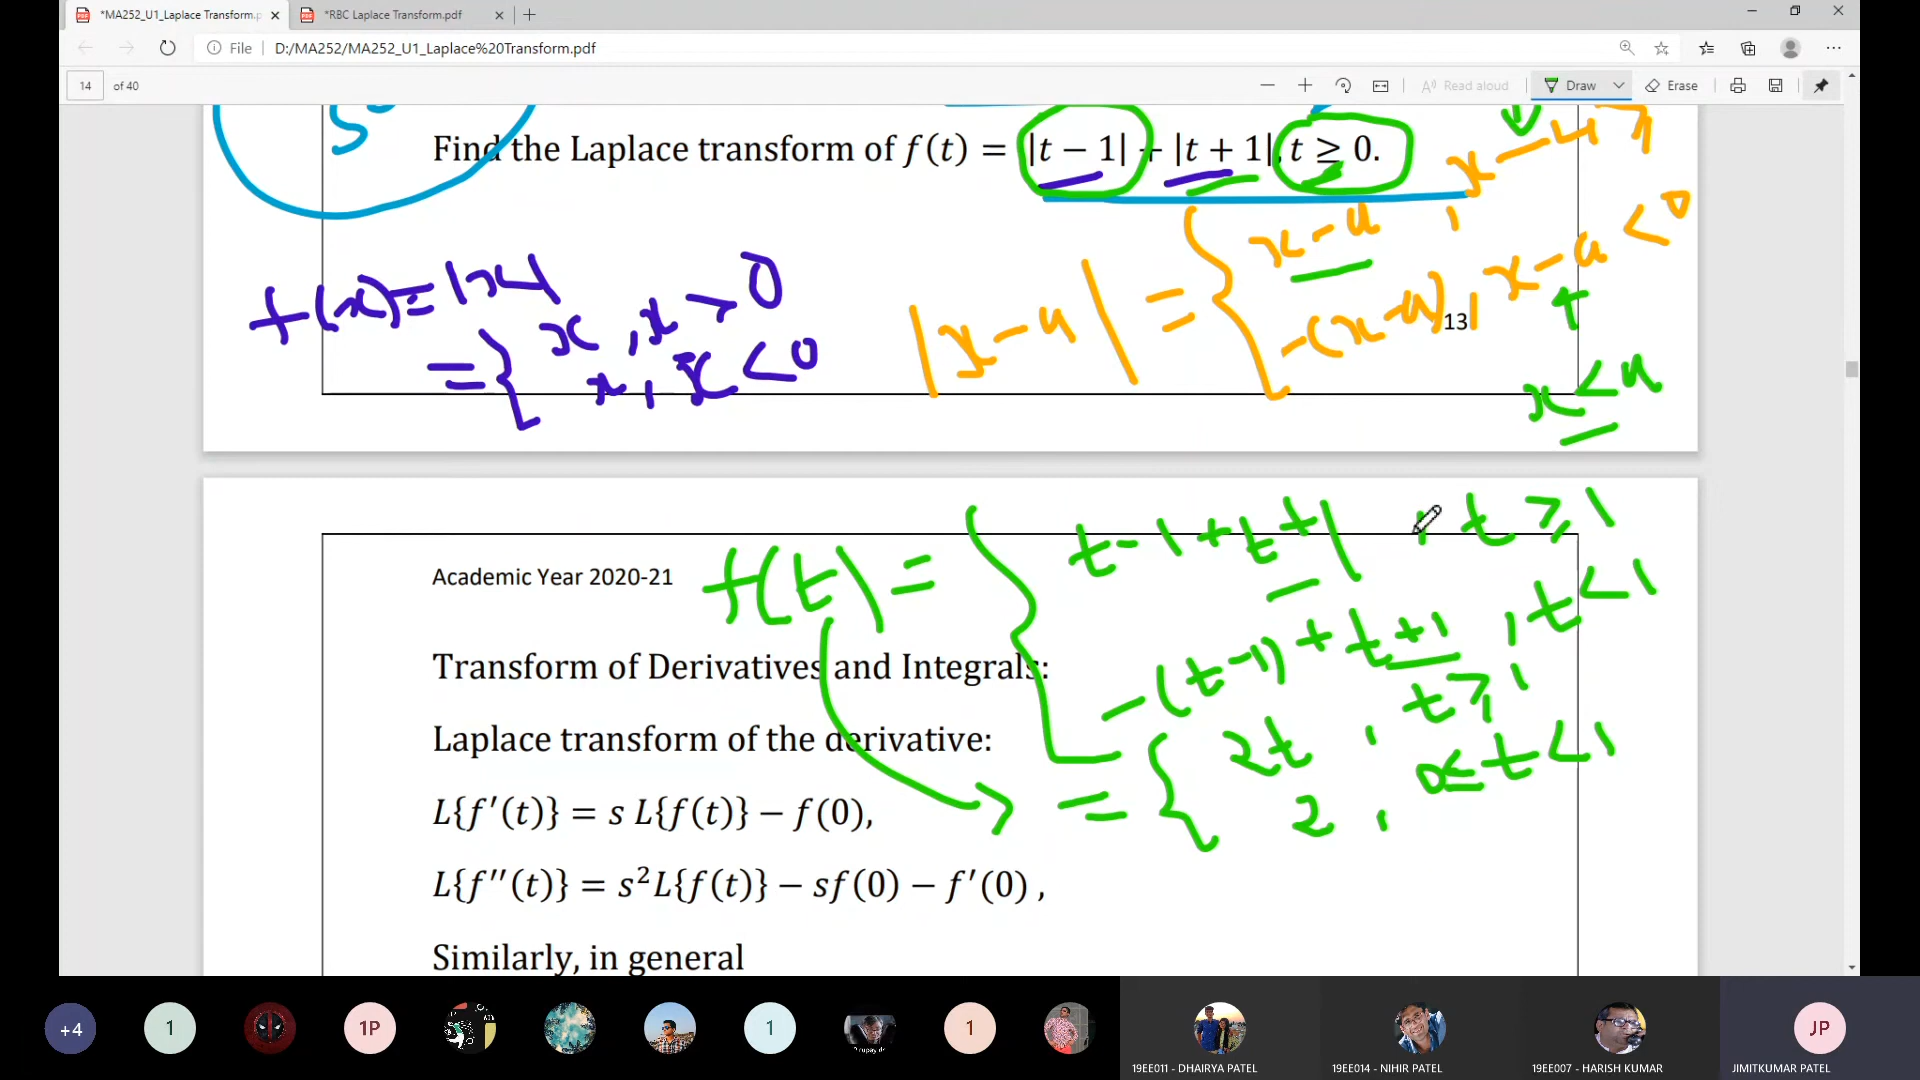 *MA252_U1_Laplace Transform.p
*RBC Laplace Transform.pdf
File | D:/MA252/MA252_U1_Laplace%20Transform.pdf
14 of 40
Read aloud
Draw
Erase
Find the Laplace transform of f(t) = |t − 1| + |t + 1|, t ≥ 0.
f(x)=|x|
= { x, x > 0
x, x < 0
|x-a| = { x-a ,
-(x-a), x-a < 0
x < a
13
f(t) = { t-1+t+1 , t ≥ 1
-(t-1)+t+1 , t < 1
= { 2t , t ≥ 1
2 , 0 ≤ t < 1
Academic Year 2020-21
Transform of Derivatives and Integrals:
Laplace transform of the derivative:
L{f′(t)} = s L{f(t)} − f(0),
L{f″(t)} = s²L{f(t)} − sf(0) − f′(0) ,
Similarly, in general
+4
1
1P
1
1
JP
19EE011 - DHAIRYA PATEL
19EE014 - NIHIR PATEL
19EE007 - HARISH KUMAR
JIMITKUMAR PATEL